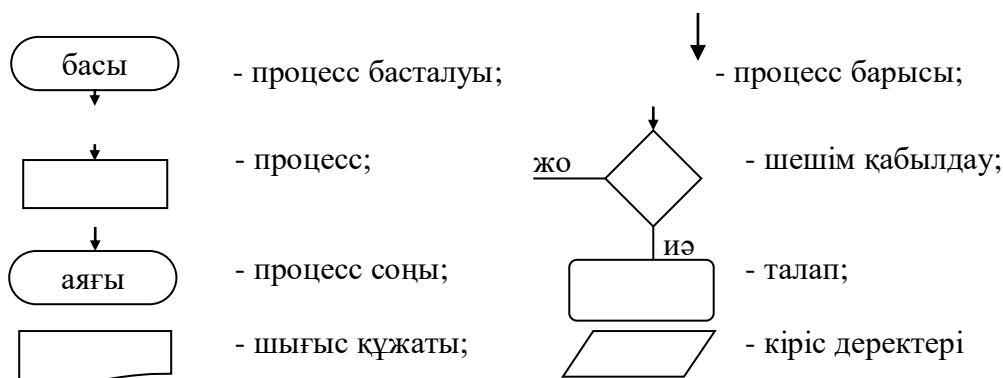 басы - процесс басталуы; - процесс барысы;
- процесс; жо - шешім қабылдау;
иә
аяғы - процесс соңы; - талап;
- шығыс құжаты; - кіріс деректері